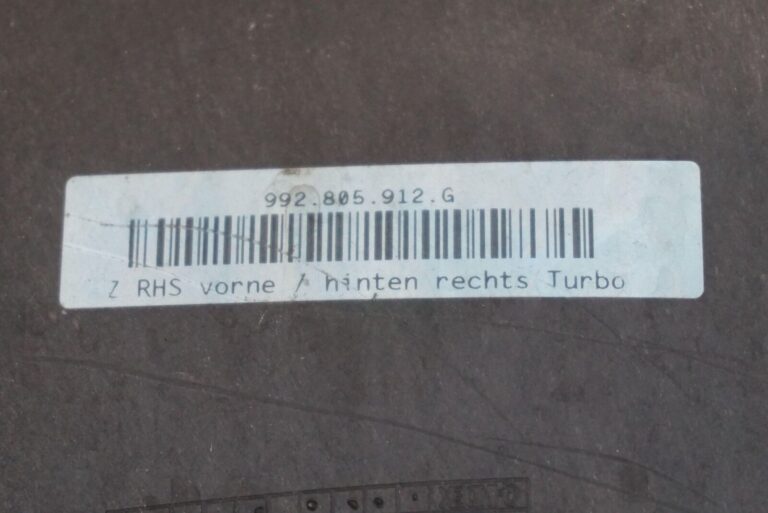 992.805.912.G
Z RHS vorne / hinten rechts Turbo